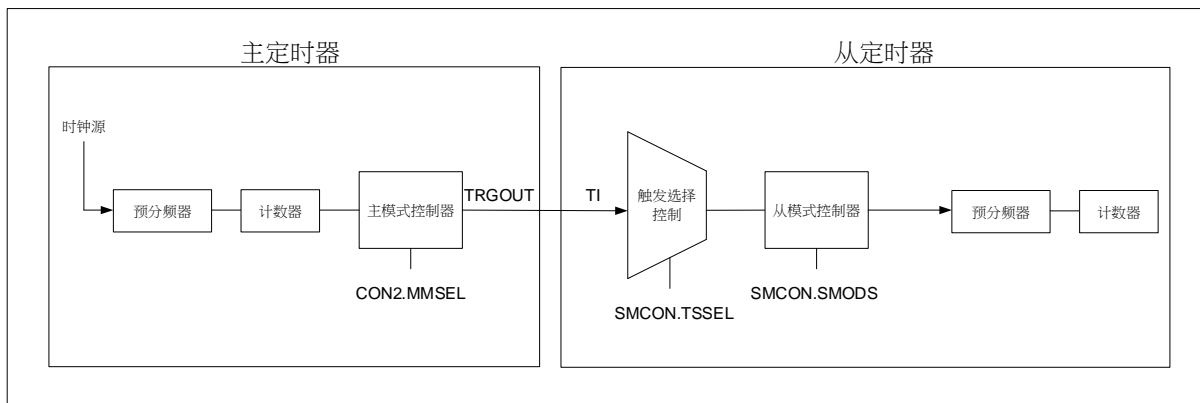 主定时器
从定时器
时钟源
预分频器
计数器
主模式控制器
TRGOUT
TI
触发选择
控制
从模式控制器
预分频器
计数器
CON2.MMSEL
SMCON.TSSEL
SMCON.SMODS